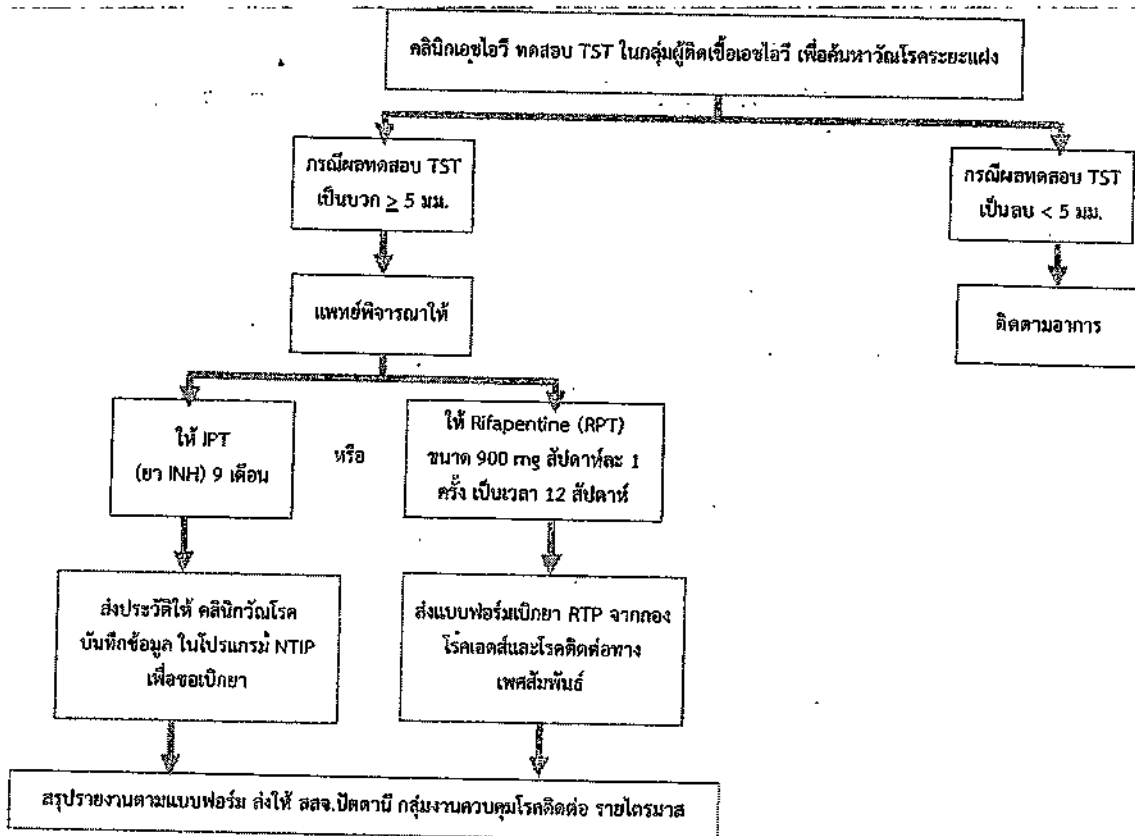 คลินิกเอชไอวี ทดสอบ TST ในกลุ่มผู้ติดเชื้อเอชไอวี เพื่อค้นหาวัณโรคระยะแฝง
กรณีผลทดสอบ TST
เป็นบวก ≥ 5 มม.
กรณีผลทดสอบ TST
เป็นลบ < 5 มม.
แพทย์พิจารณาให้
ติดตามอาการ
ให้ IPT
(ยา INH) 9 เดือน
หรือ
ให้ Rifapentine (RPT)
ขนาด 900 mg สัปดาห์ละ 1
ครั้ง เป็นเวลา 12 สัปดาห์
ส่งประวัติให้ คลินิกวัณโรค
บันทึกข้อมูล ในโปรแกรม NTIP
เพื่อขอเบิกยา
ส่งแบบฟอร์มเบิกยา RTP จากกอง
โรคเอดส์และโรคติดต่อทาง
เพศสัมพันธ์
สรุปรายงานตามแบบฟอร์ม ส่งให้ สสจ.ปัตตานี กลุ่มงานควบคุมโรคติดต่อ รายไตรมาส